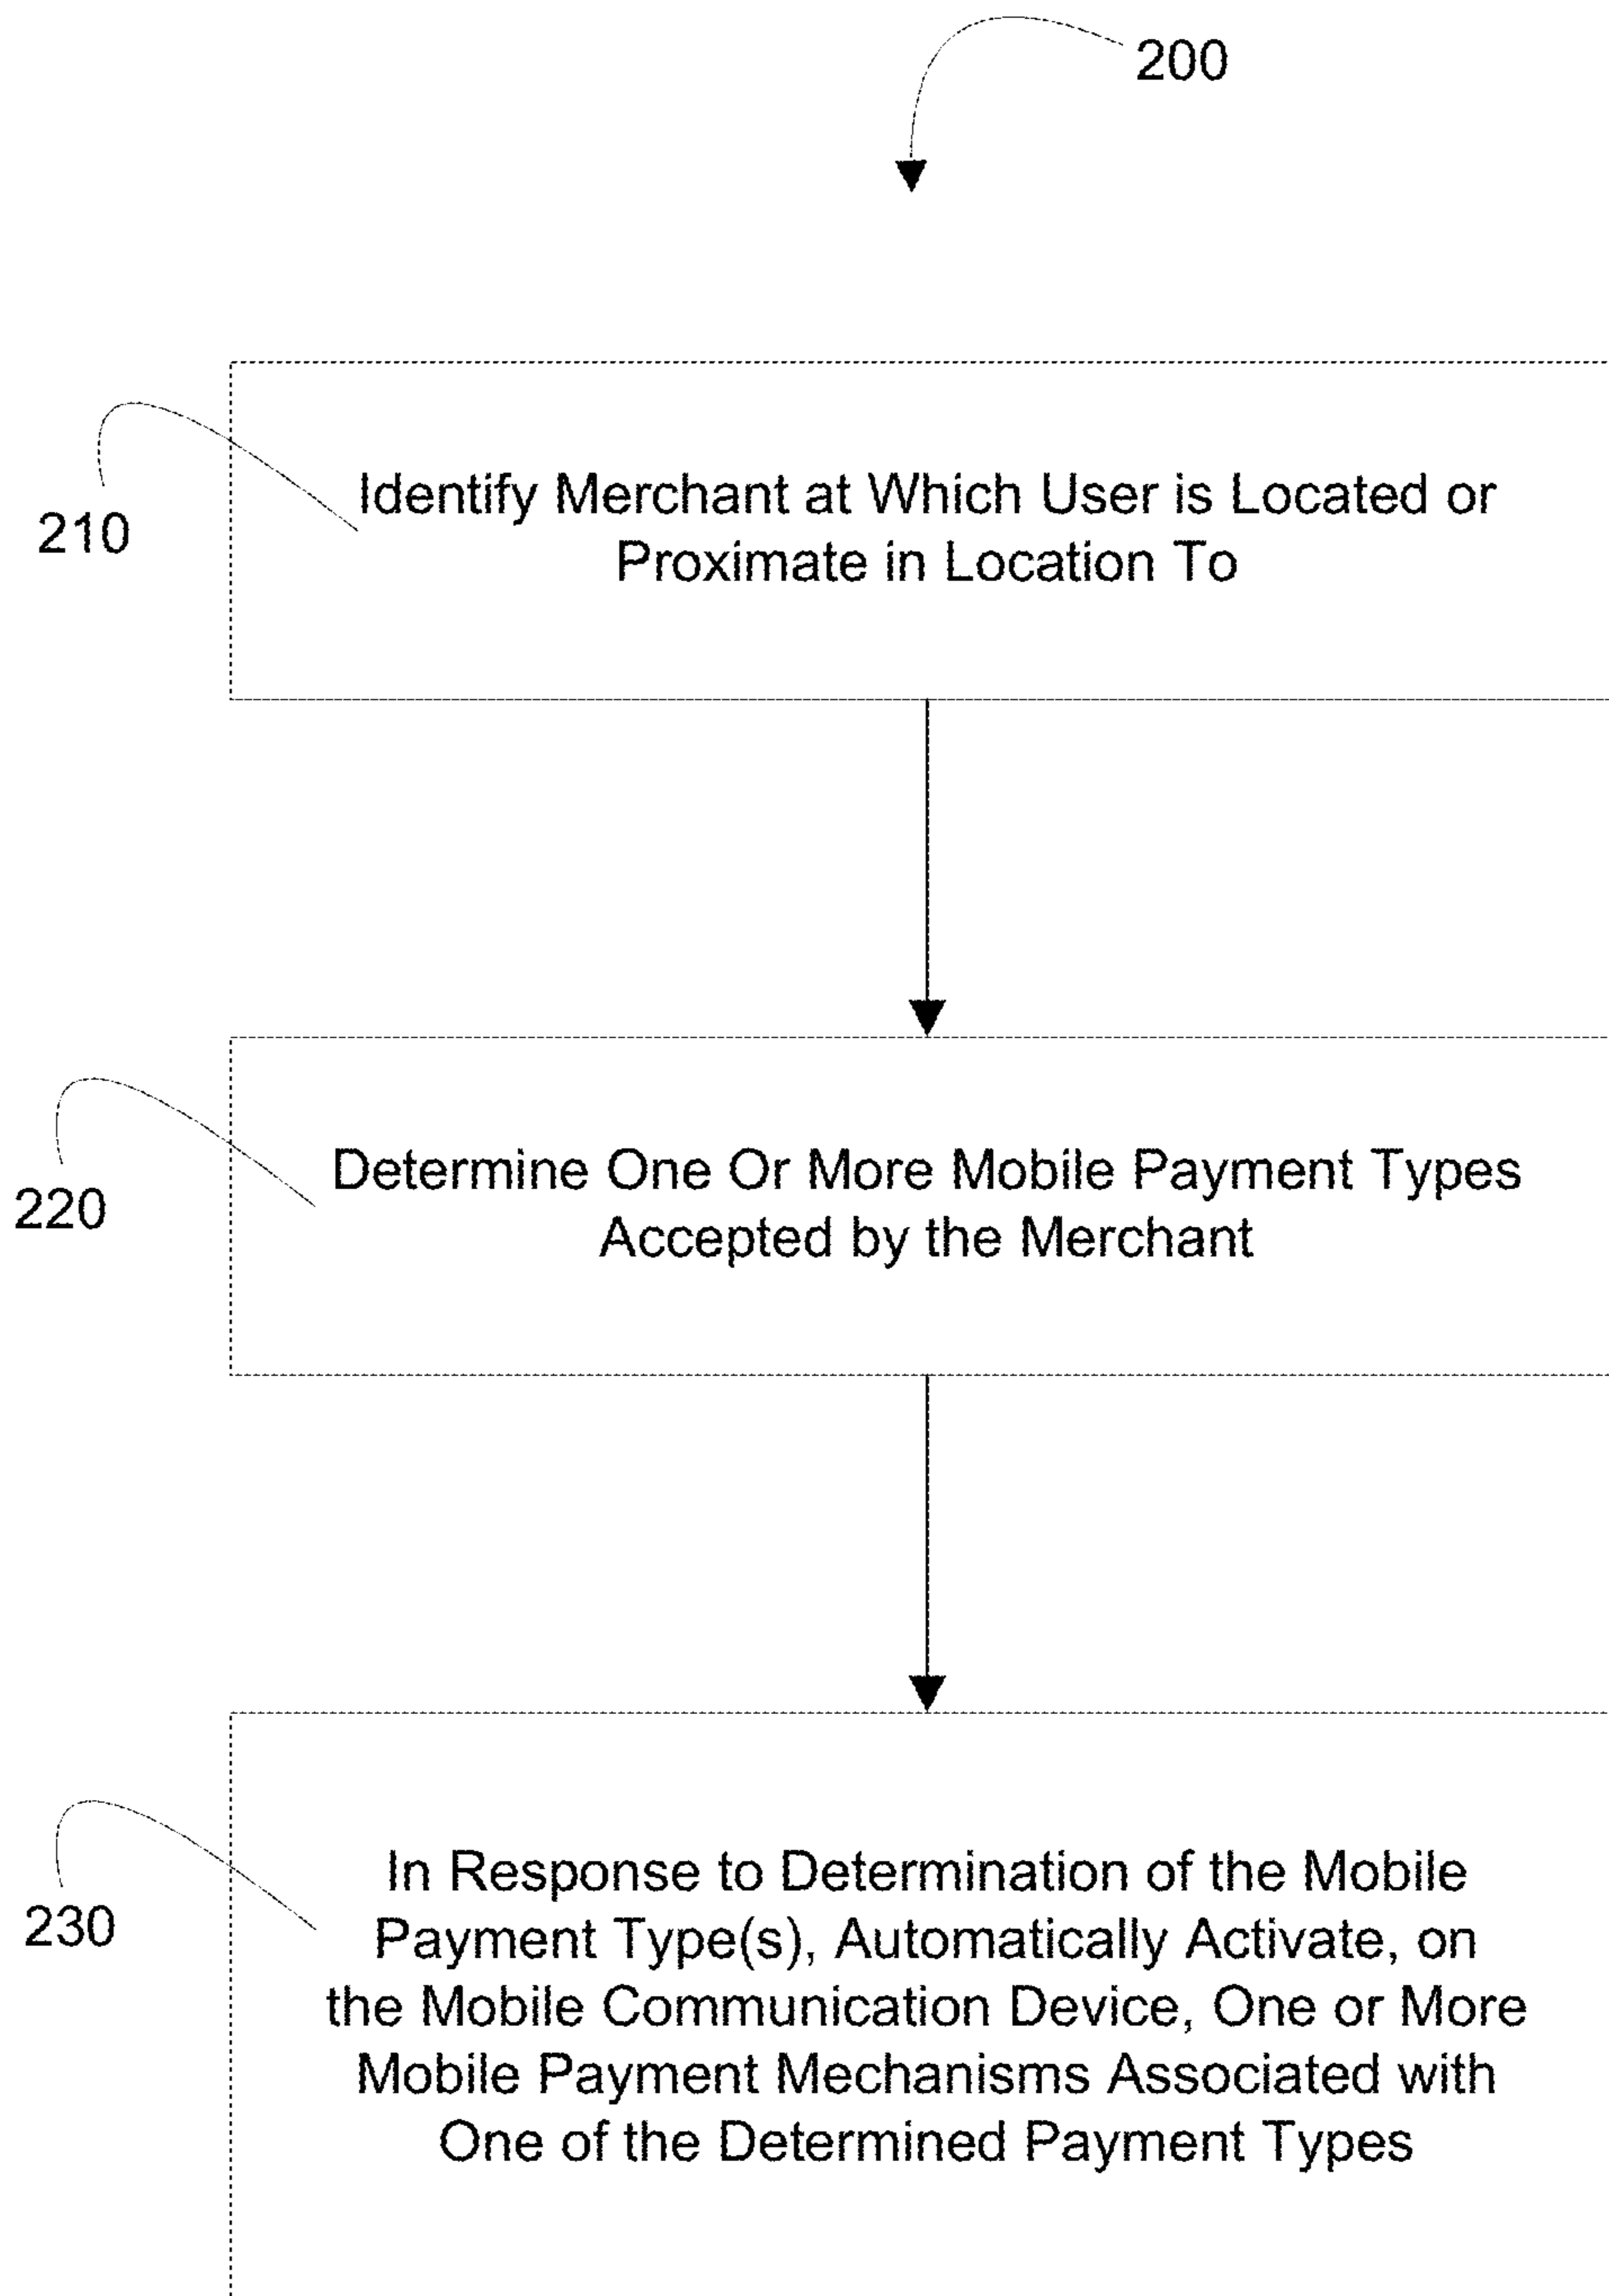 200
210
Identify Merchant at Which User is Located or
Proximate in Location To
220
Determine One Or More Mobile Payment Types
Accepted by the Merchant
230
In Response to Determination of the Mobile
Payment Type(s), Automatically Activate, on
the Mobile Communication Device, One or More
Mobile Payment Mechanisms Associated with
One of the Determined Payment Types